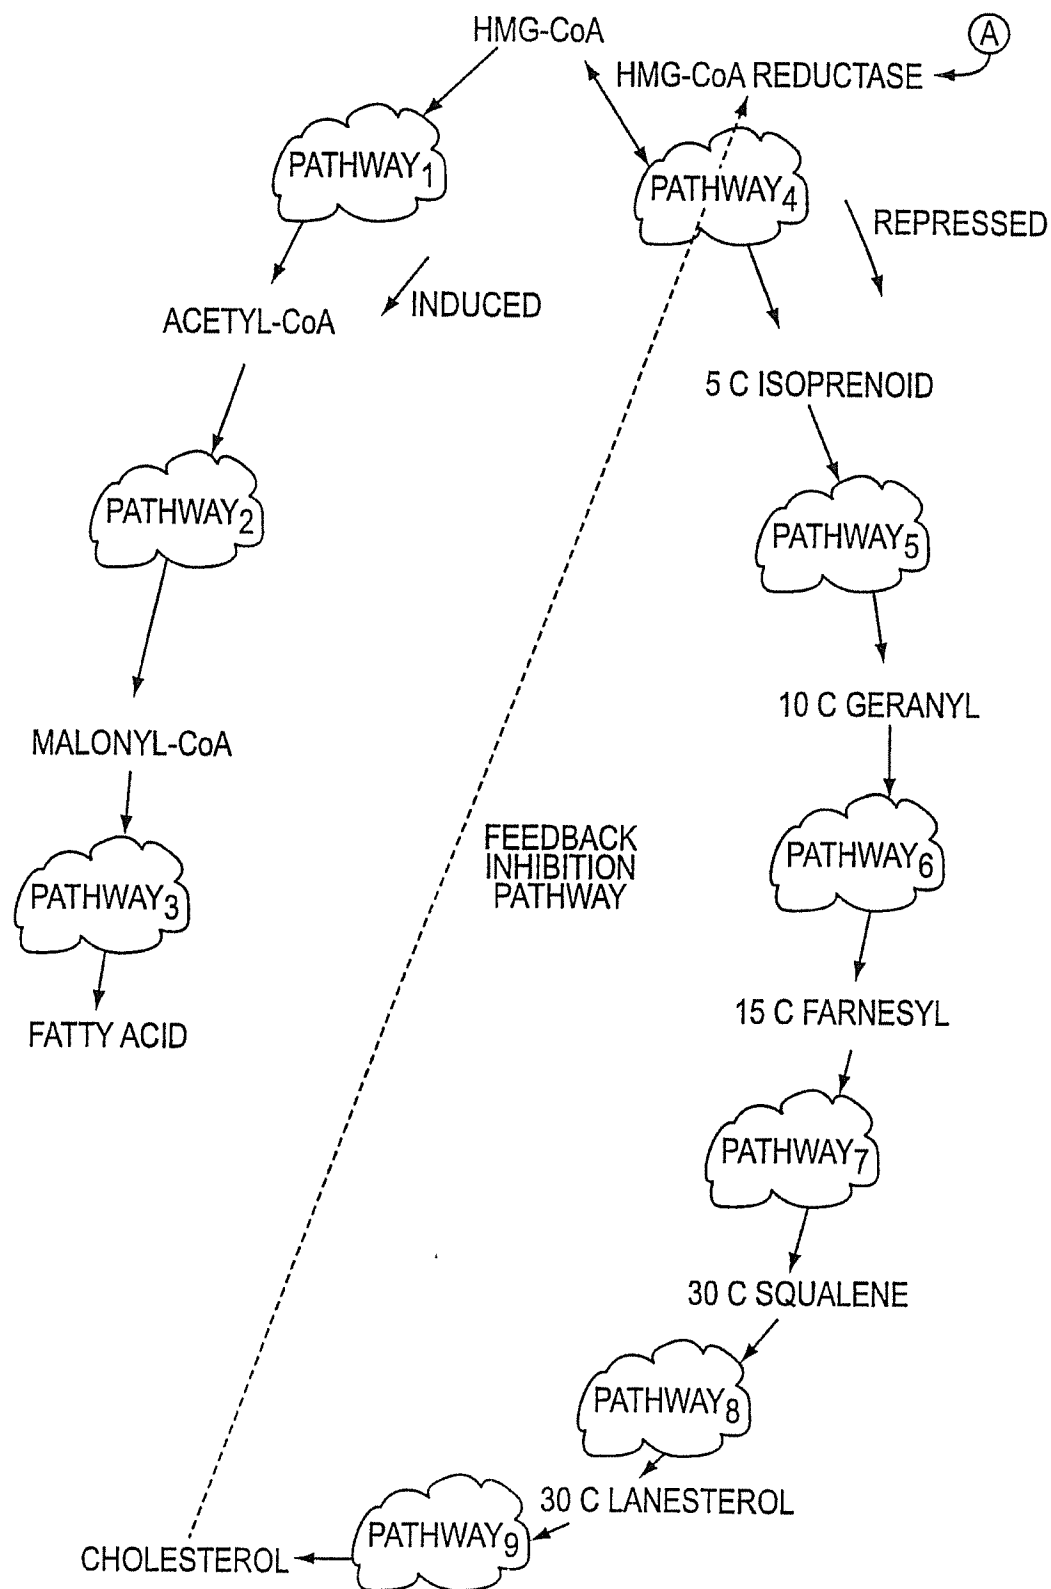 HMG-CoA
A
HMG-CoA REDUCTASE
PATHWAY1
PATHWAY4
REPRESSED
INDUCED
ACETYL-CoA
5 C ISOPRENOID
PATHWAY2
PATHWAY5
10 C GERANYL
MALONYL-CoA
FEEDBACK
INHIBITION
PATHWAY
PATHWAY6
PATHWAY3
15 C FARNESYL
FATTY ACID
PATHWAY7
30 C SQUALENE
PATHWAY8
30 C LANESTEROL
PATHWAY9
CHOLESTEROL